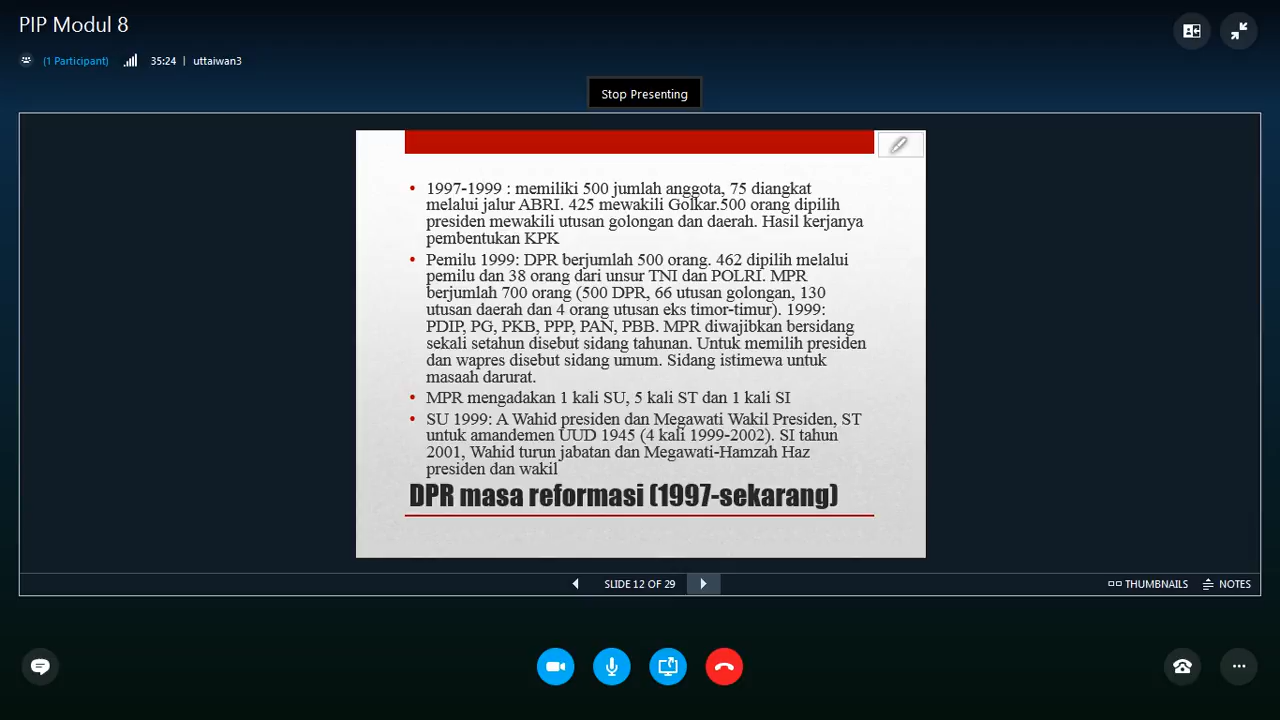 PIP Modul 8
(1 Participant)
35:24 | uttaiwan3
Stop Presenting
• 1997-1999 : memiliki 500 jumlah anggota, 75 diangkat
melalui jalur ABRI. 425 mewakili Golkar.500 orang dipilih
presiden mewakili utusan golongan dan daerah. Hasil kerjanya
pembentukan KPK
• Pemilu 1999: DPR berjumlah 500 orang. 462 dipilih melalui
pemilu dan 38 orang dari unsur TNI dan POLRI. MPR
berjumlah 700 orang (500 DPR, 66 utusan golongan, 130
utusan daerah dan 4 orang utusan eks timor-timur). 1999:
PDIP, PG, PKB, PPP, PAN, PBB. MPR diwajibkan bersidang
sekali setahun disebut sidang tahunan. Untuk memilih presiden
dan wapres disebut sidang umum. Sidang istimewa untuk
masaah darurat.
• MPR mengadakan 1 kali SU, 5 kali ST dan 1 kali SI
• SU 1999: A Wahid presiden dan Megawati Wakil Presiden, ST
untuk amandemen UUD 1945 (4 kali 1999-2002). SI tahun
2001, Wahid turun jabatan dan Megawati-Hamzah Haz
presiden dan wakil
DPR masa reformasi (1997-sekarang)
SLIDE 12 OF 29
THUMBNAILS
NOTES